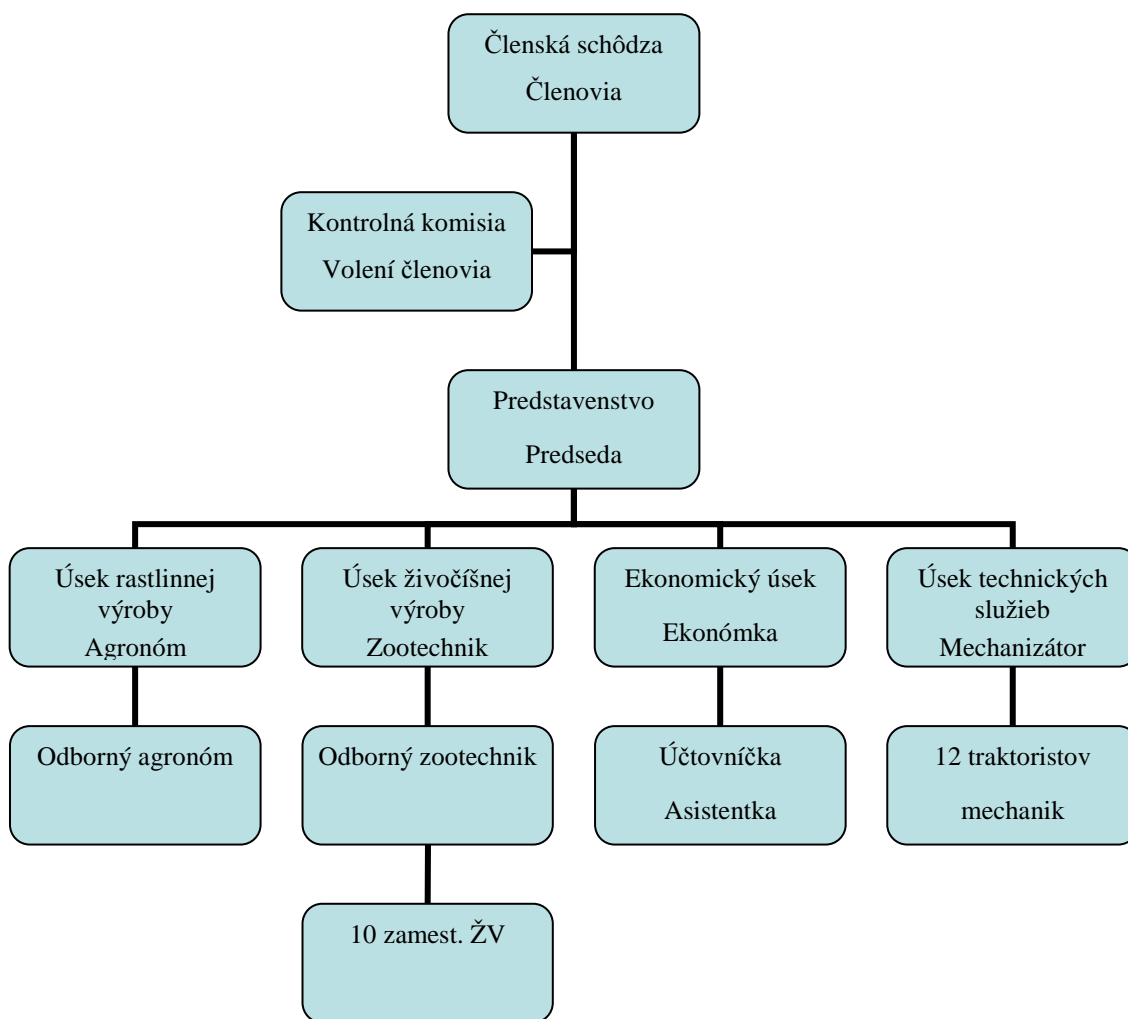 Členská schôdza
Členovia
Kontrolná komisia
Volení členovia
Predstavenstvo
Predseda
Úsek rastlinnej
výroby
Agronóm
Úsek živočíšnej
výroby
Zootechnik
Ekonomický úsek
Ekonómka
Úsek technických
služieb
Mechanizátor
Odborný agronóm
Odborný zootechnik
Účtovníčka
Asistentka
12 traktoristov
mechanik
10 zamest. ŽV